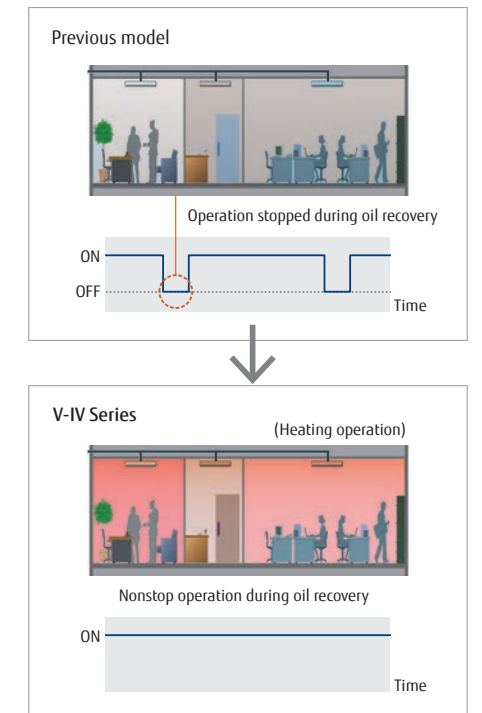 Previous model
Operation stopped during oil recovery
ON
OFF
Time
V-IV Series
(Heating operation)
Nonstop operation during oil recovery
ON
Time